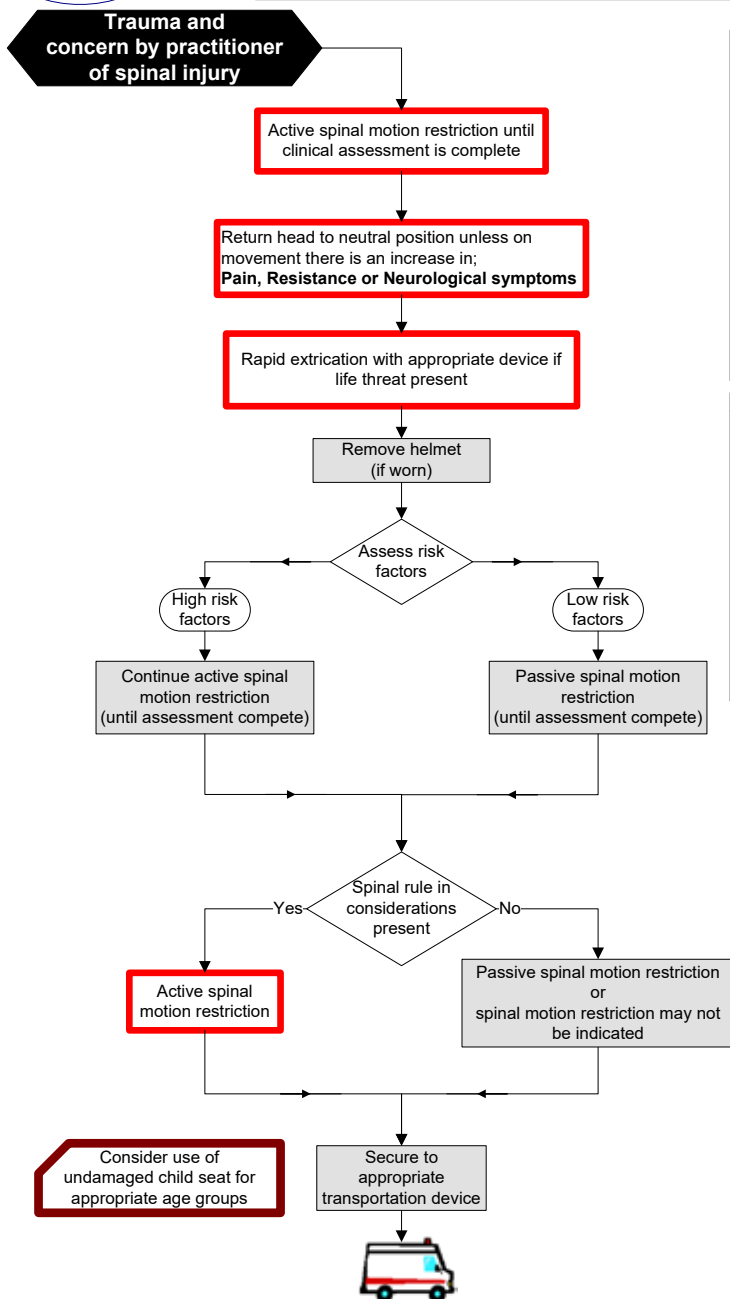 Trauma and
concern by practitioner
of spinal injury
Active spinal motion restriction until
clinical assessment is complete
Return head to neutral position unless on
movement there is an increase in;
Pain, Resistance or Neurological symptoms
Rapid extrication with appropriate device if
life threat present
Remove helmet
(if worn)
Assess risk
factors
High risk
factors
Low risk
factors
Continue active spinal
motion restriction
(until assessment compete)
Passive spinal motion
restriction
(until assessment compete)
Spinal rule in
considerations
present
Yes
No
Active spinal
motion restriction
Passive spinal motion restriction
or
spinal motion restriction may not
be indicated
Consider use of
undamaged child seat for
appropriate age groups
Secure to
appropriate
transportation device